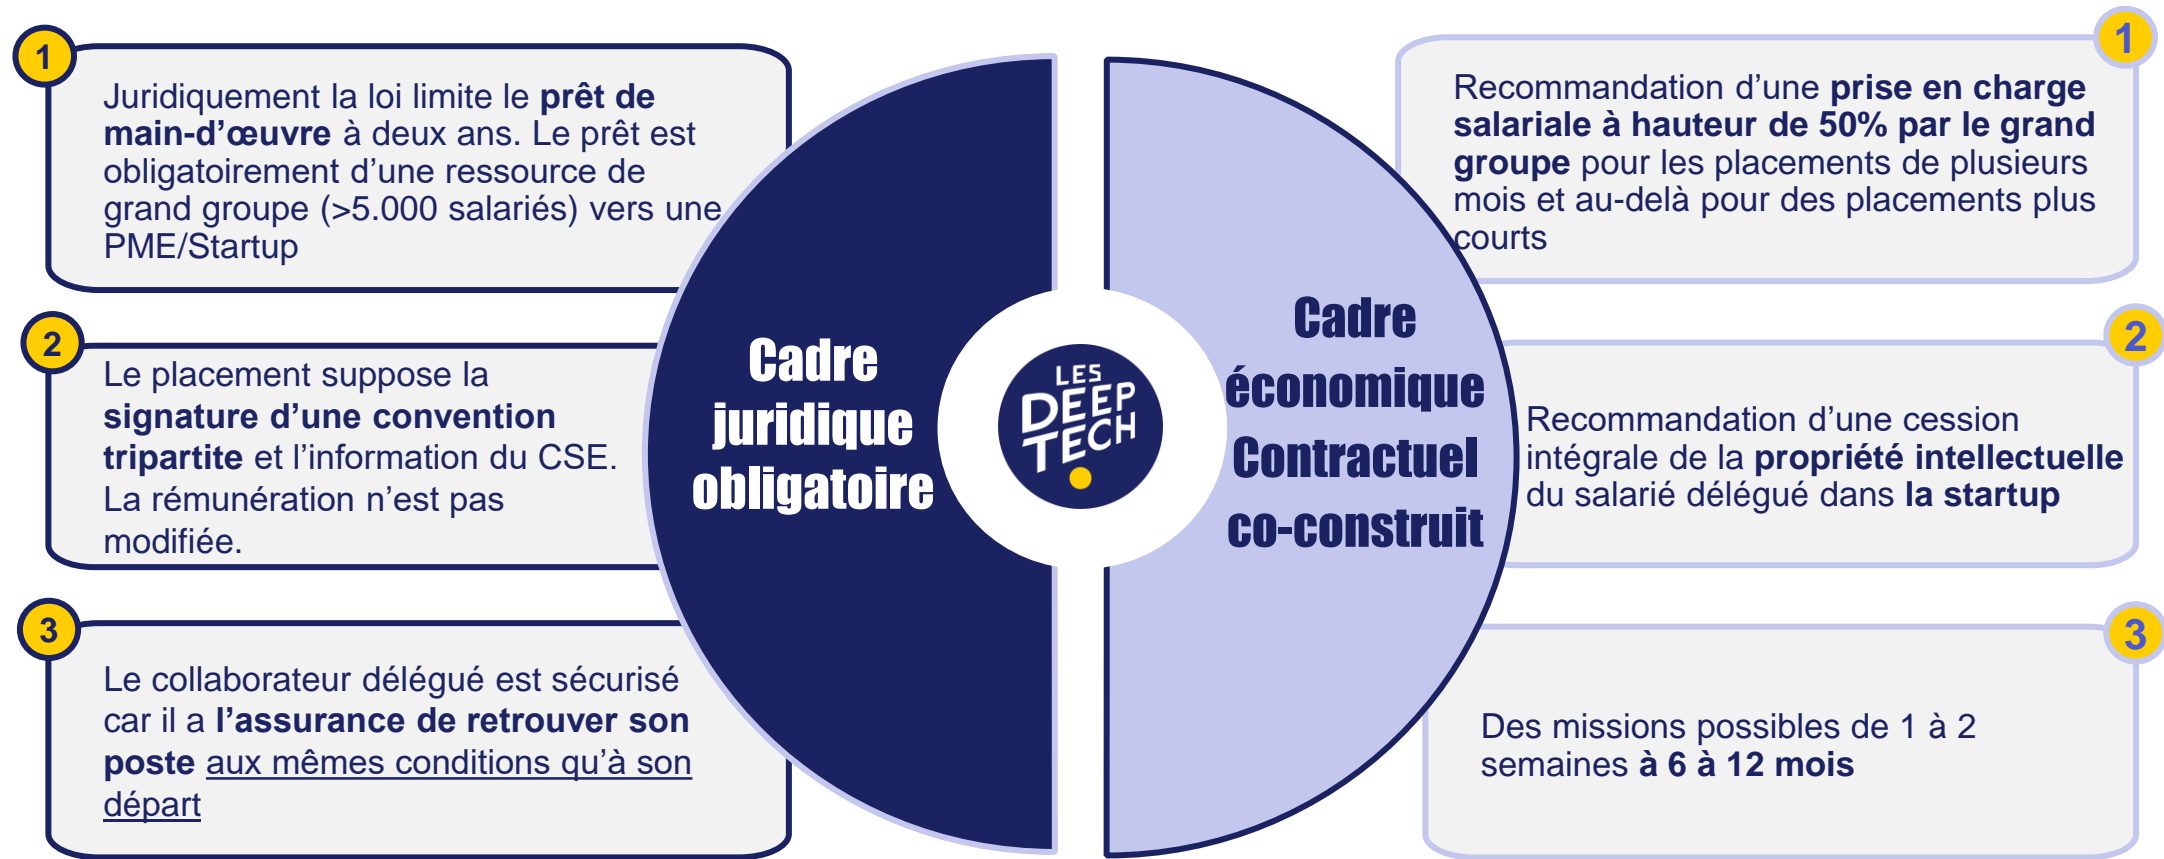 1
Juridiquement la loi limite le prêt de
main-d’œuvre à deux ans. Le prêt est
obligatoirement d’une ressource de
grand groupe (>5.000 salariés) vers une
PME/Startup
2
Le placement suppose la
signature d’une convention
tripartite et l’information du CSE.
La rémunération n’est pas
modifiée.
3
Le collaborateur délégué est sécurisé
car il a l’assurance de retrouver son
poste aux mêmes conditions qu’à son
départ
Cadre
juridique
obligatoire
LES
DEEP
TECH
Cadre
économique
Contractuel
co-construit
1
Recommandation d’une prise en charge
salariale à hauteur de 50% par le grand
groupe pour les placements de plusieurs
mois et au-delà pour des placements plus
courts
2
Recommandation d’une cession
intégrale de la propriété intellectuelle
du salarié délégué dans la startup
3
Des missions possibles de 1 à 2
semaines à 6 à 12 mois